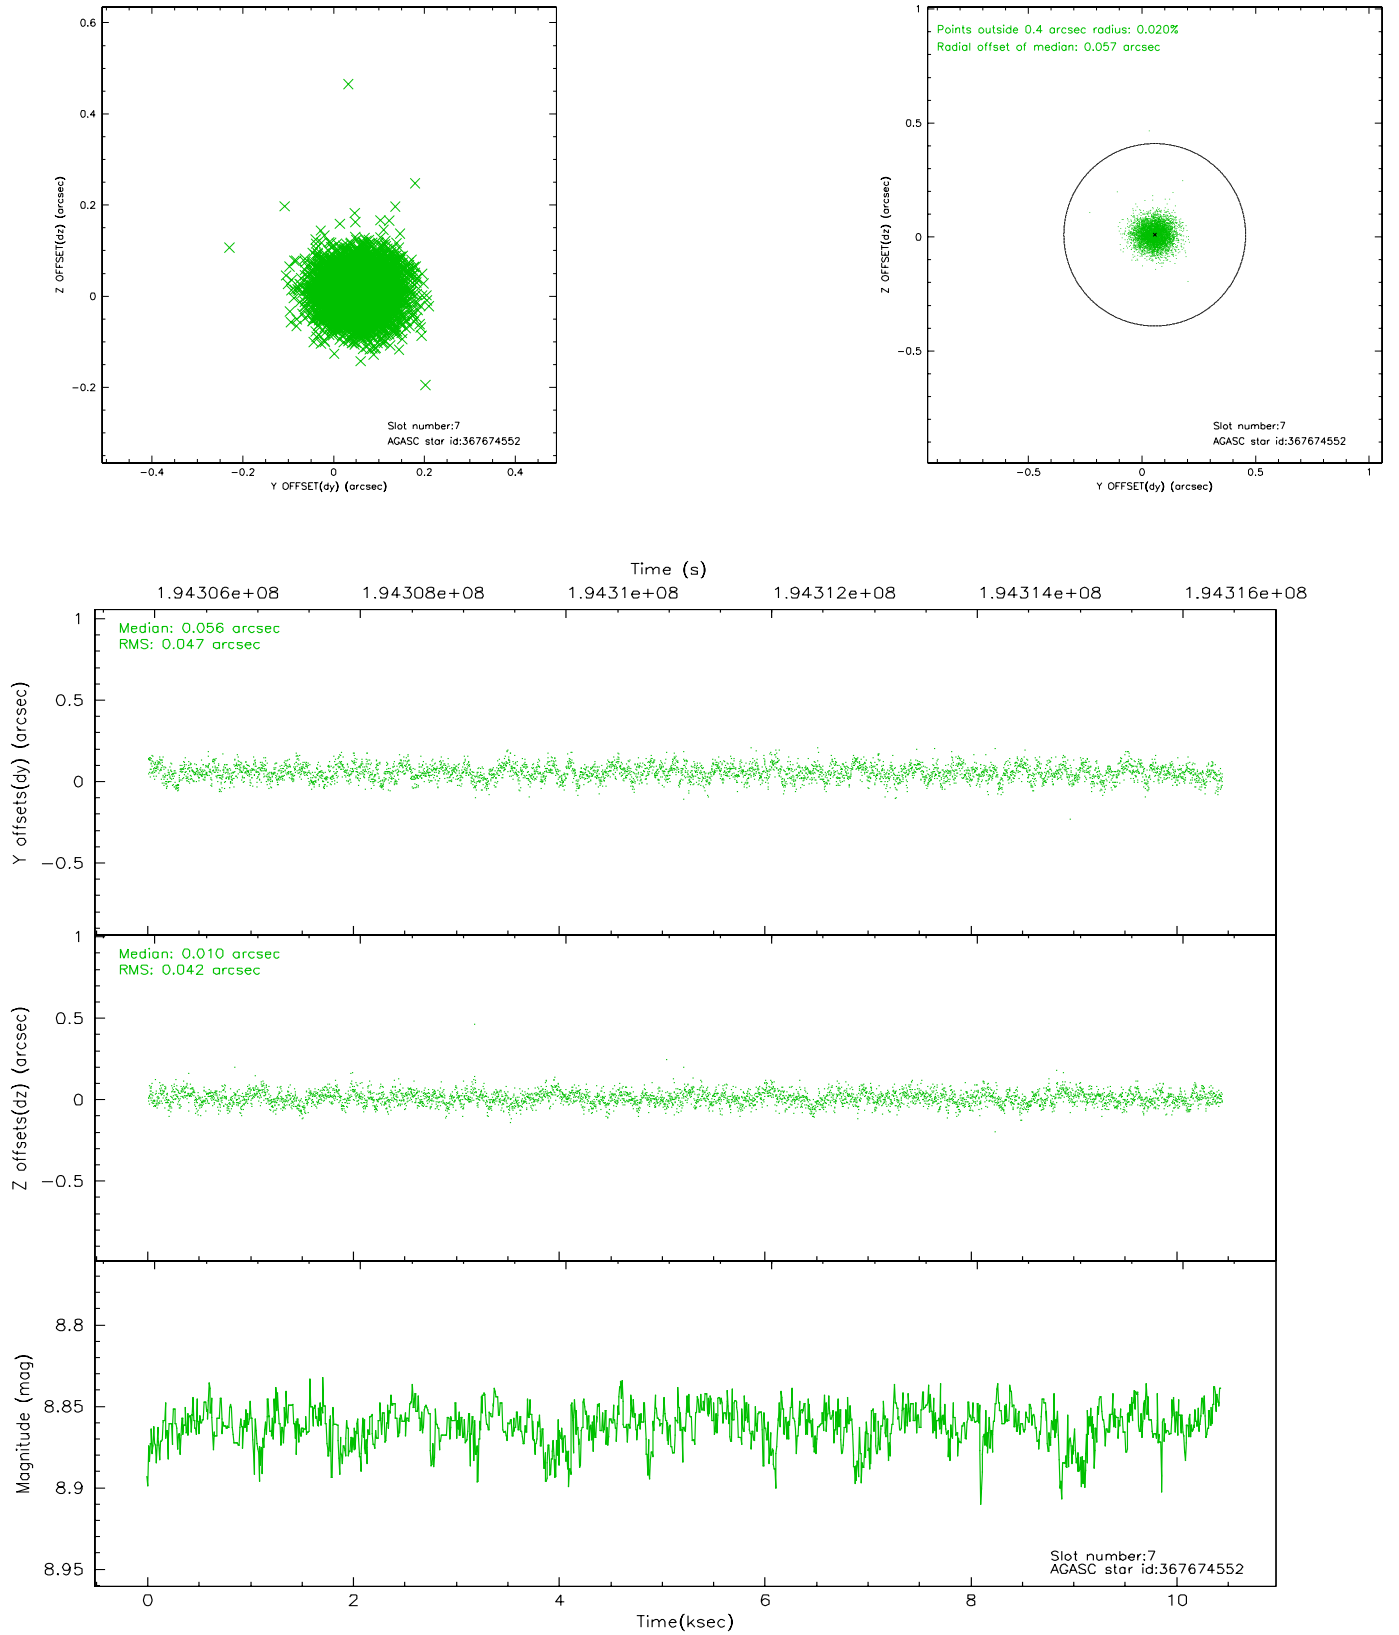 0.6
0.4
0.2
0
−0.2
Z OFFSET(dz) (arcsec)
Slot number:7
AGASC star id:367674552
−0.4 −0.2 0 0.2 0.4
Y OFFSET(dy) (arcsec)
1
0.5
0
−0.5
Z OFFSET(dz) (arcsec)
Points outside 0.4 arcsec radius: 0.020%
Radial offset of median: 0.057 arcsec
Slot number:7
AGASC star id:367674552
−0.5 0 0.5 1
Y OFFSET(dy) (arcsec)
Time (s)
1.94306e+08 1.94308e+08 1.9431e+08 1.94312e+08 1.94314e+08 1.94316e+08
Median: 0.056 arcsec
RMS: 0.047 arcsec
1
0.5
0
−0.5
Y offsets(dy) (arcsec)
Median: 0.010 arcsec
RMS: 0.042 arcsec
1
0.5
0
−0.5
Z offsets(dz) (arcsec)
8.8
8.85
8.9
8.95
Magnitude (mag)
Slot number:7
AGASC star id:367674552
0 2 4 6 8 10
Time(ksec)